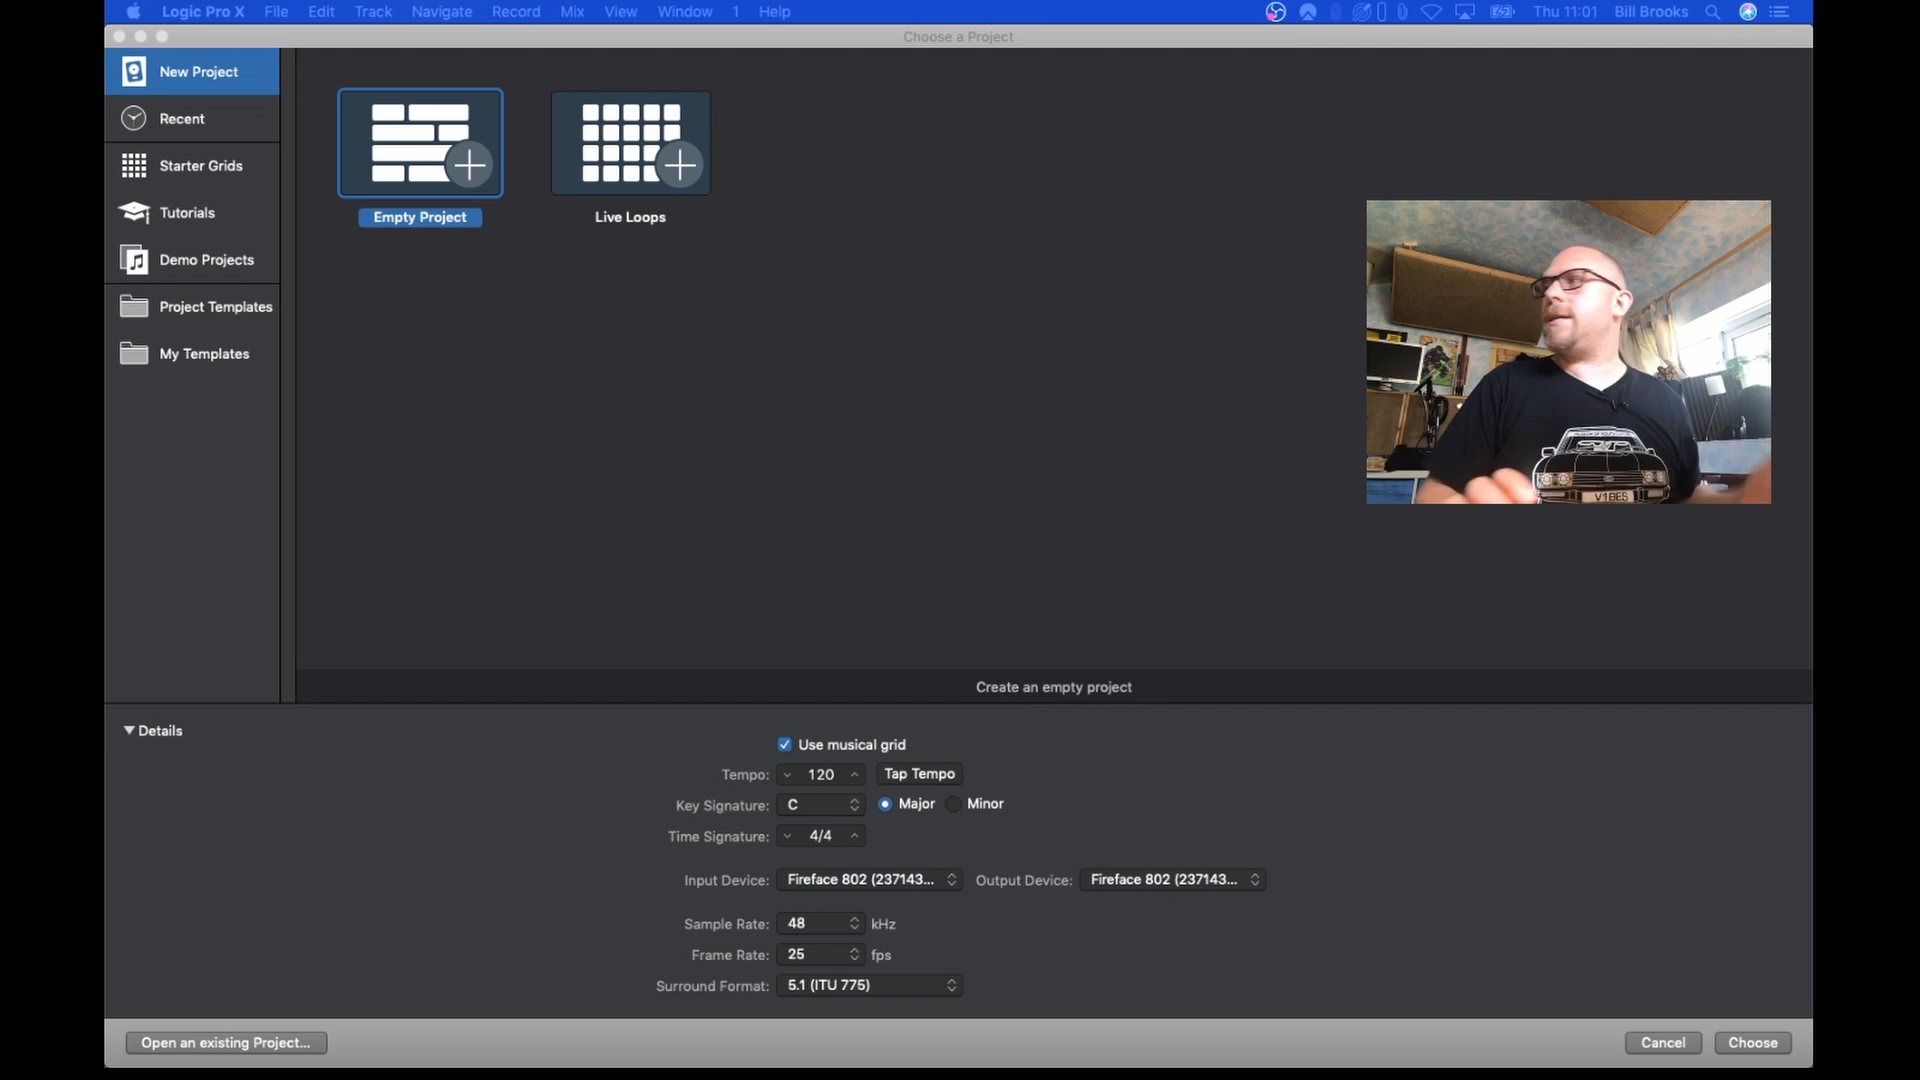 Logic Pro X File Edit Track Navigate Record Mix View Window 1 Help Thu 11:01 Bill Brooks
Choose a Project
New Project
Recent
Starter Grids
Tutorials
Demo Projects
Project Templates
My Templates
Empty Project
Live Loops
V1BES
Create an empty project
Details
Use musical grid
Tempo: 120 Tap Tempo
Key Signature: C Major Minor
Time Signature: 4/4
Input Device: Fireface 802 (237143... Output Device: Fireface 802 (237143...
Sample Rate: 48 kHz
Frame Rate: 25 fps
Surround Format: 5.1 (ITU 775)
Open an existing Project... Cancel Choose